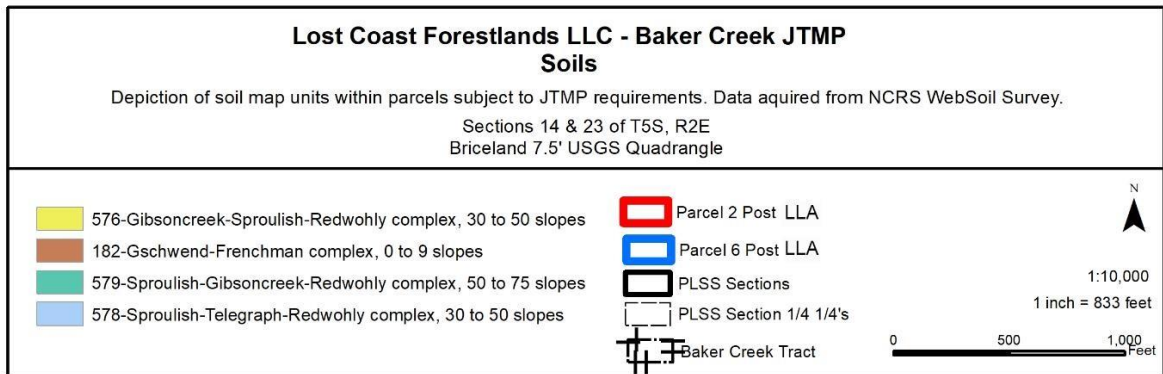 Lost Coast Forestlands LLC - Baker Creek JTMP
Soils
Depiction of soil map units within parcels subject to JTMP requirements. Data aquired from NCRS WebSoil Survey.
Sections 14 & 23 of T5S, R2E
Briceland 7.5' USGS Quadrangle
576-Gibsoncreek-Sproulish-Redwohly complex, 30 to 50 slopes
182-Gschwend-Frenchman complex, 0 to 9 slopes
579-Sproulish-Gibsoncreek-Redwohly complex, 50 to 75 slopes
578-Sproulish-Telegraph-Redwohly complex, 30 to 50 slopes
Parcel 2 Post LLA
Parcel 6 Post LLA
PLSS Sections
PLSS Section 1/4 1/4's
Baker Creek Tract
N
1:10,000
1 inch = 833 feet
0 500 1,000
Feet